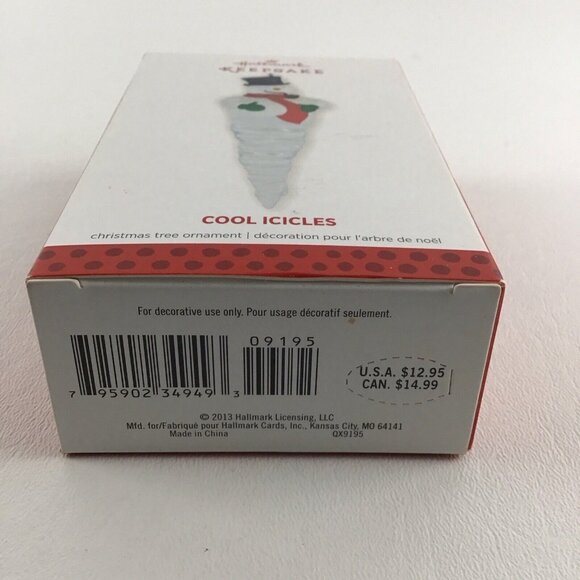 Hallmark
KEEPSAKE
COOL ICICLES
christmas tree ornament | décoration pour l'arbre de noël
For decorative use only. Pour usage décoratif seulement.
09195
7 95902 34949 3
U.S.A. $12.95
CAN. $14.99
© 2013 Hallmark Licensing, LLC
Mfd. for/Fabriqué pour Hallmark Cards, Inc., Kansas City, MO 64141
Made in China QX9195